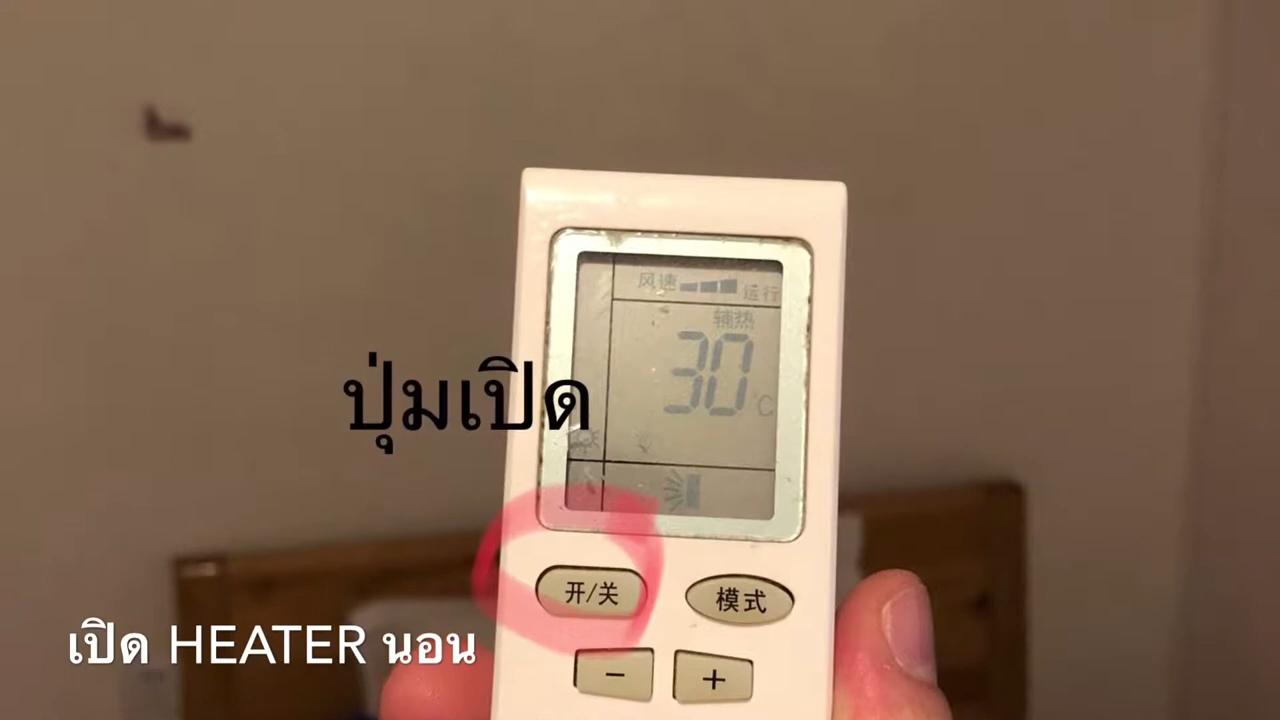 风速 运行
辅热
30 °C
ปุ่มเปิด
开/关 模式
- +
เปิด HEATER นอน